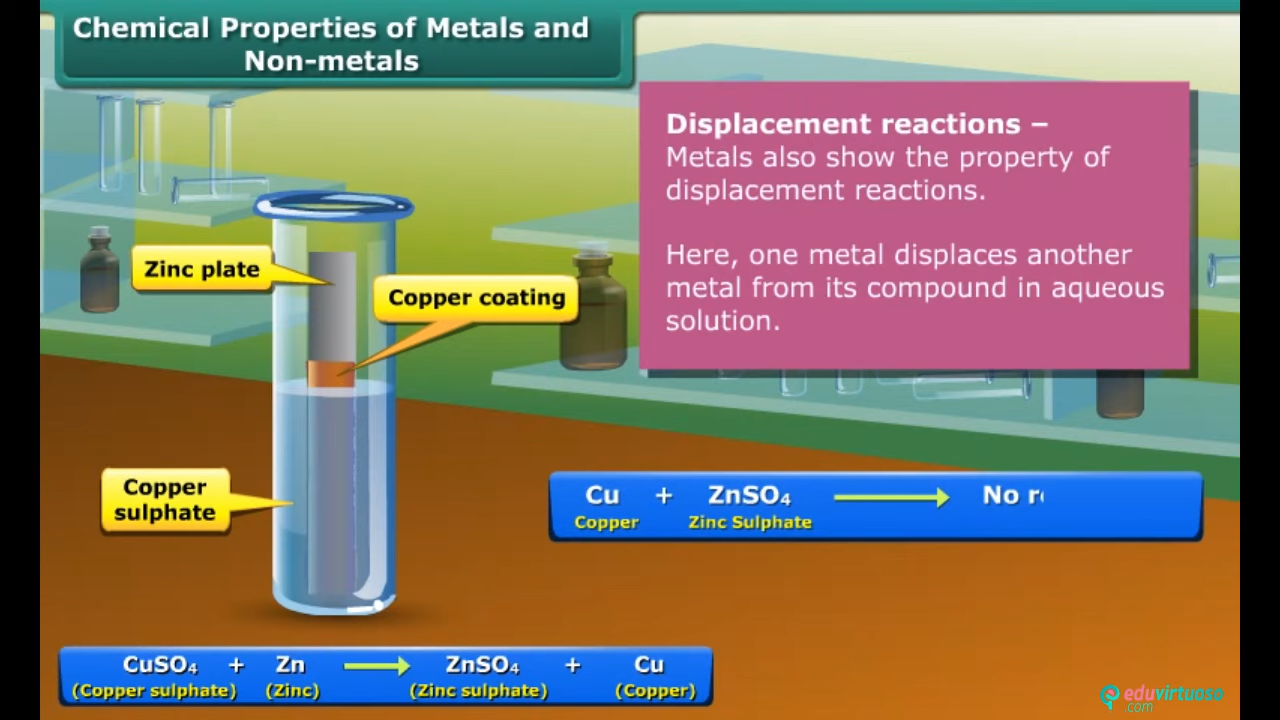 Chemical Properties of Metals and
Non-metals
Displacement reactions –
Metals also show the property of
displacement reactions.
Here, one metal displaces another
metal from its compound in aqueous
solution.
Zinc plate
Copper coating
Copper
sulphate
Cu + ZnSO₄ ⟶ No
Copper Zinc Sulphate
CuSO₄ + Zn ⟶ ZnSO₄ + Cu
(Copper sulphate) (Zinc) (Zinc sulphate) (Copper)
eduvirtuoso
.com